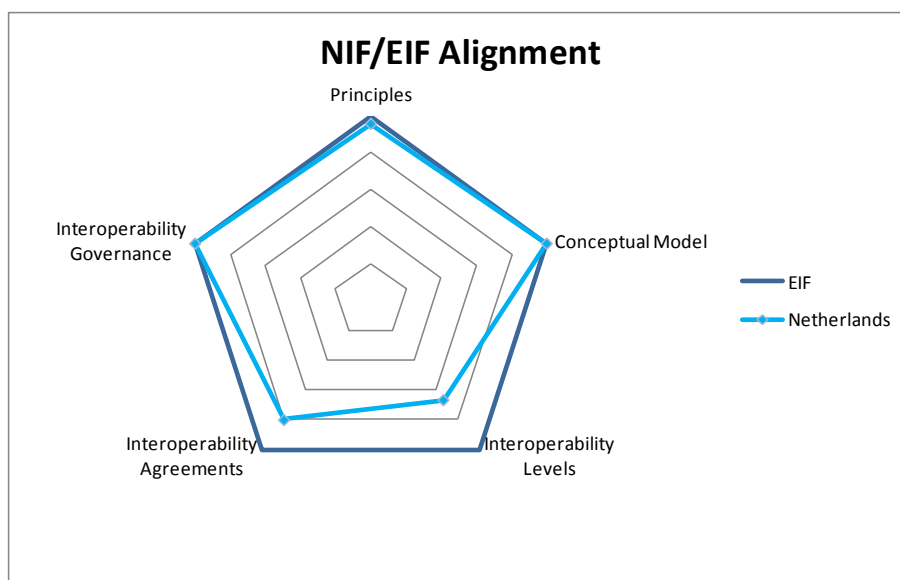 NIF/EIF Alignment
Principles
Interoperability
Governance
Conceptual Model
EIF
Netherlands
Interoperability
Agreements
Interoperability
Levels